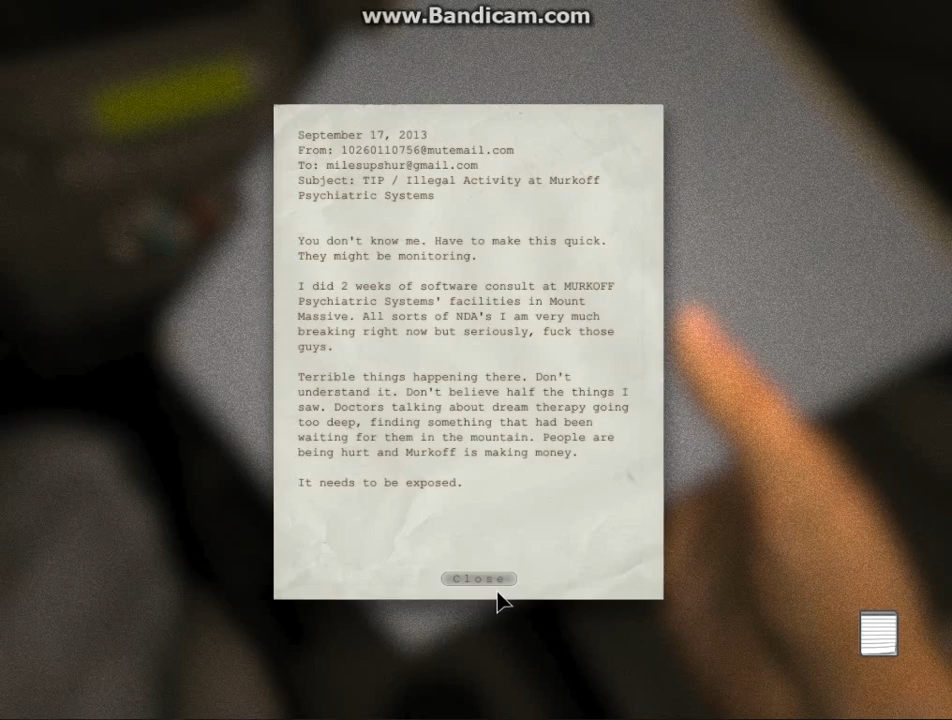 www.Bandicam.com
September 17, 2013
From: 10260110756@mutemail.com
To: milesupshur@gmail.com
Subject: TIP / Illegal Activity at Murkoff
Psychiatric Systems
You don't know me. Have to make this quick.
They might be monitoring.
I did 2 weeks of software consult at MURKOFF
Psychiatric Systems' facilities in Mount
Massive. All sorts of NDA's I am very much
breaking right now but seriously, fuck those
guys.
Terrible things happening there. Don't
understand it. Don't believe half the things I
saw. Doctors talking about dream therapy going
too deep, finding something that had been
waiting for them in the mountain. People are
being hurt and Murkoff is making money.
It needs to be exposed.
Close